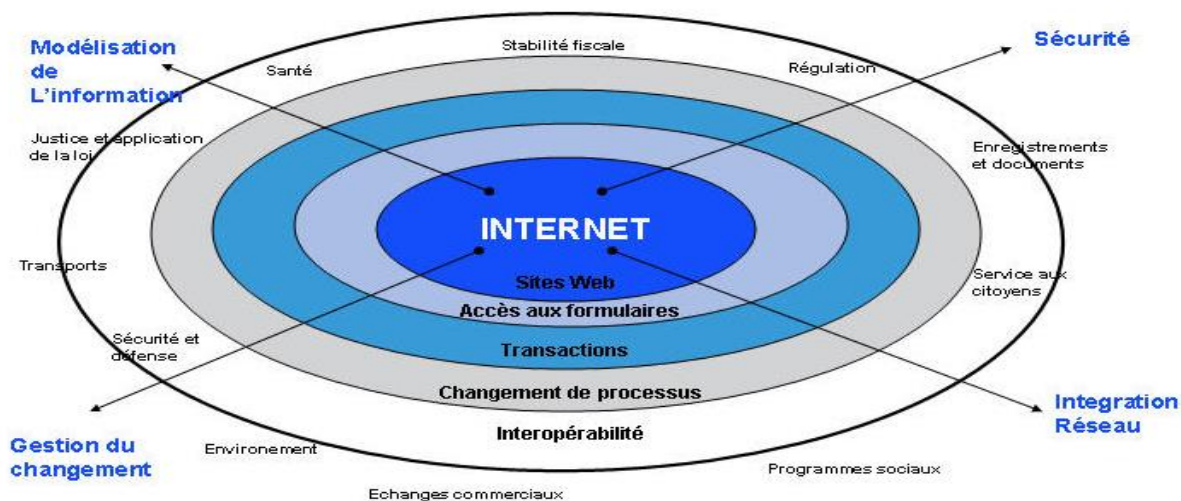 Modélisation
de
L'information
Sécurité
Stabilité fiscale
Santé
Régulation
Justice et application
de la loi
Enregistrements
et documents
INTERNET
Transports
Sites Web
Service aux
citoyens
Accès aux formulaires
Sécurité et
défense
Transactions
Changement de processus
Integration
Réseau
Interopérabilité
Gestion du
changement
Environement
Programmes sociaux
Echanges commerciaux